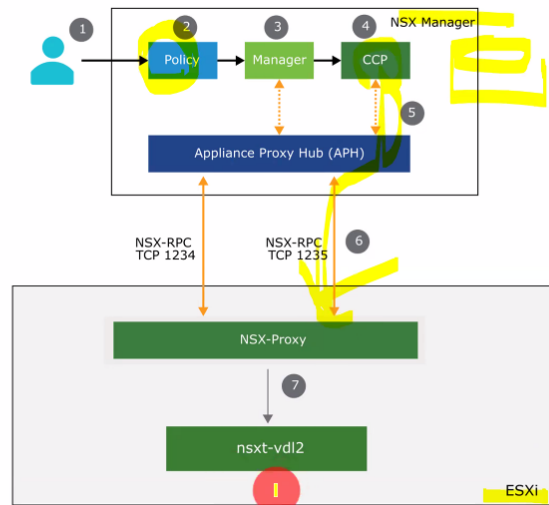 NSX Manager
1
2
3
4
Policy
Manager
CCP
5
Appliance Proxy Hub (APH)
NSX-RPC
TCP 1234
NSX-RPC
TCP 1235
6
NSX-Proxy
7
nsxt-vdl2
ESXi